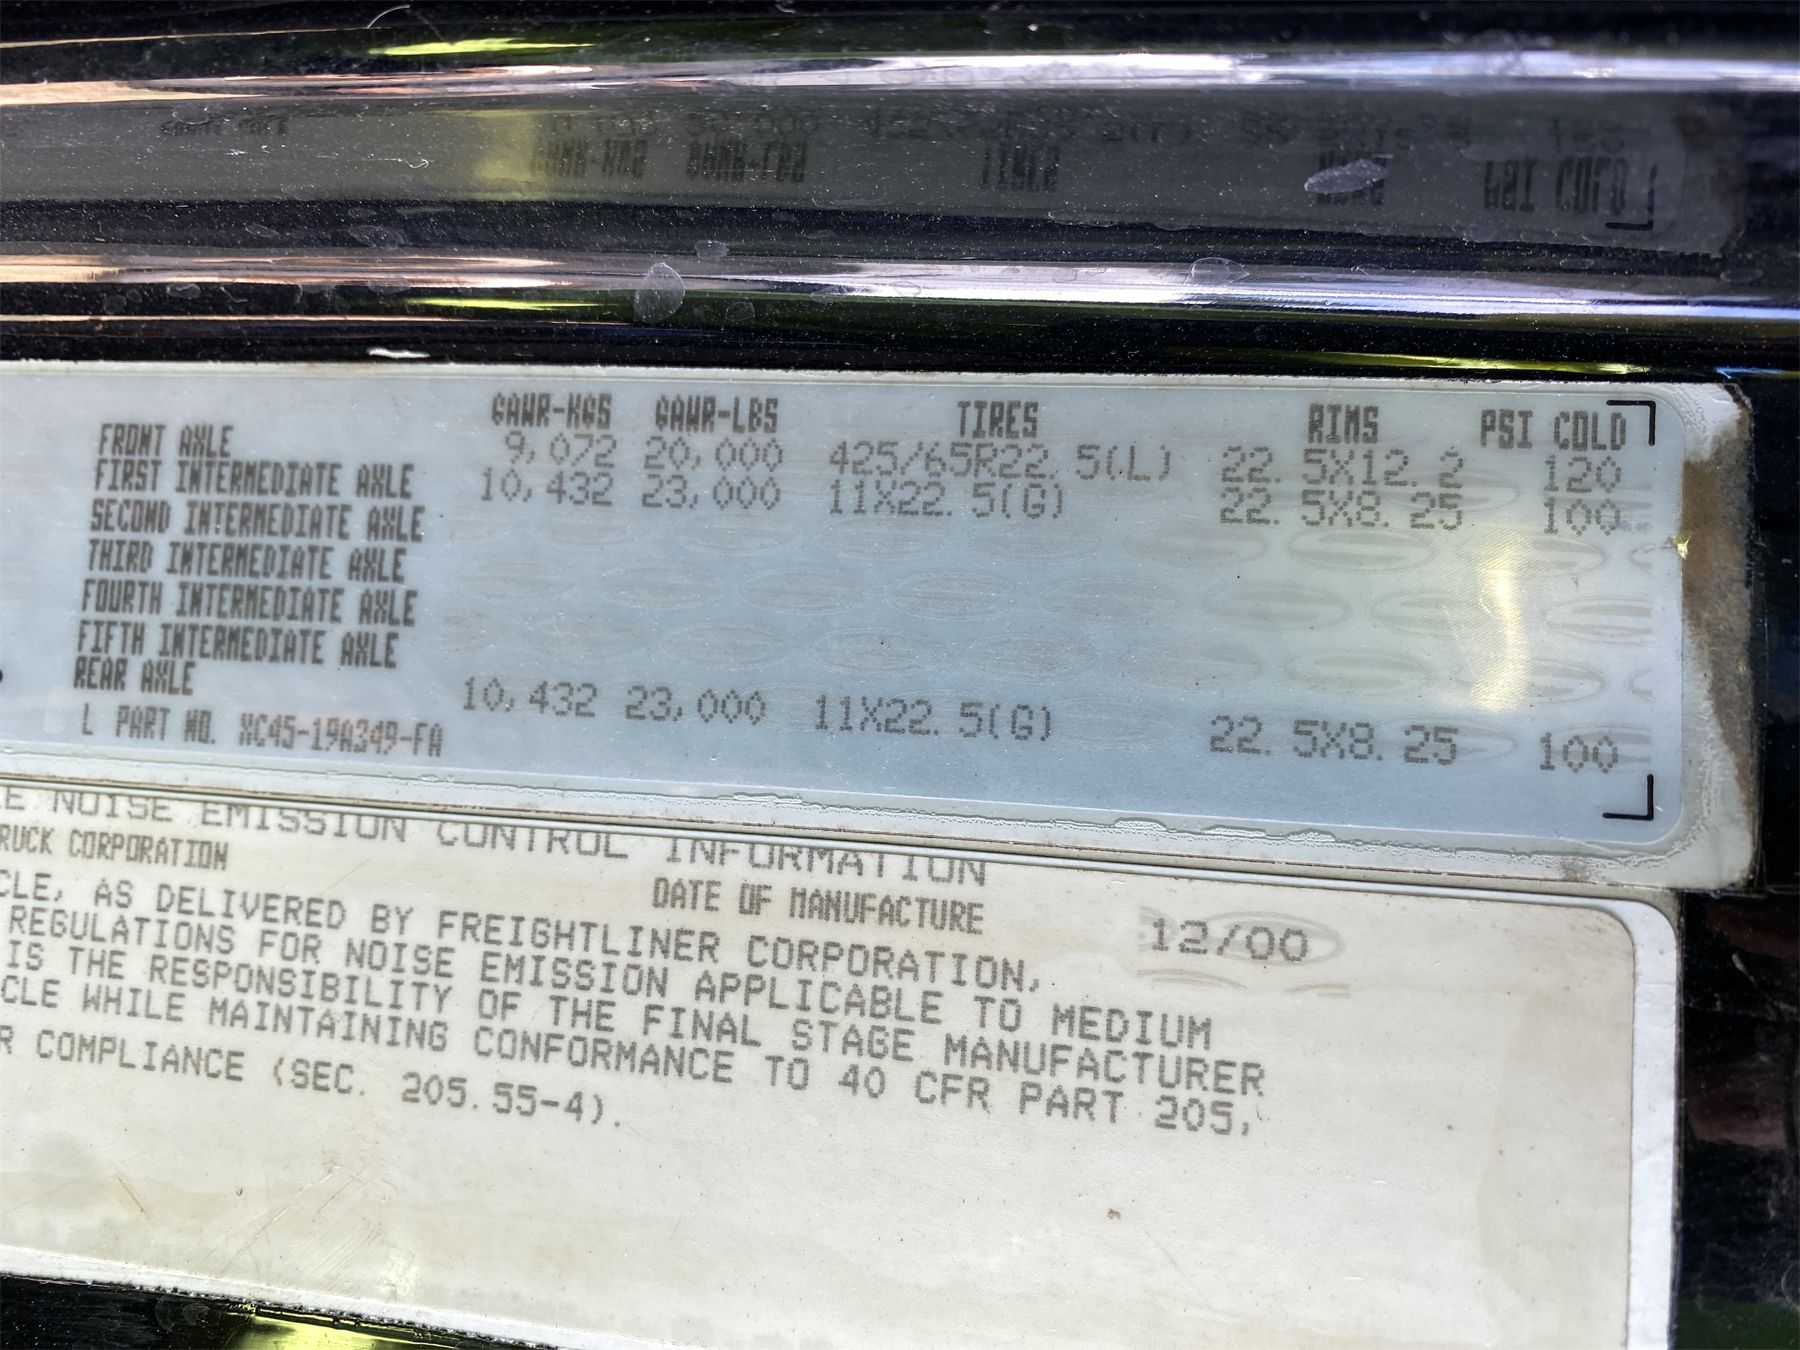 GAWR-KGS GAWR-LBS TIRES RIMS PSI COLD
FRONT AXLE 9,072 20,000 425/65R22.5(L) 22.5X12.2 120
FIRST INTERMEDIATE AXLE 10,432 23,000 11X22.5(G) 22.5X8.25 100
SECOND INTERMEDIATE AXLE
THIRD INTERMEDIATE AXLE
FOURTH INTERMEDIATE AXLE
FIFTH INTERMEDIATE AXLE
REAR AXLE 10,432 23,000 11X22.5(G) 22.5X8.25 100
L PART NO. XC45-19A349-FA
E NOISE EMISSION CONTROL INFORMATION
RUCK CORPORATION DATE OF MANUFACTURE 12/00
CLE, AS DELIVERED BY FREIGHTLINER CORPORATION,
REGULATIONS FOR NOISE EMISSION APPLICABLE TO MEDIUM
IS THE RESPONSIBILITY OF THE FINAL STAGE MANUFACTURER
CLE WHILE MAINTAINING CONFORMANCE TO 40 CFR PART 205,
R COMPLIANCE (SEC. 205.55-4).